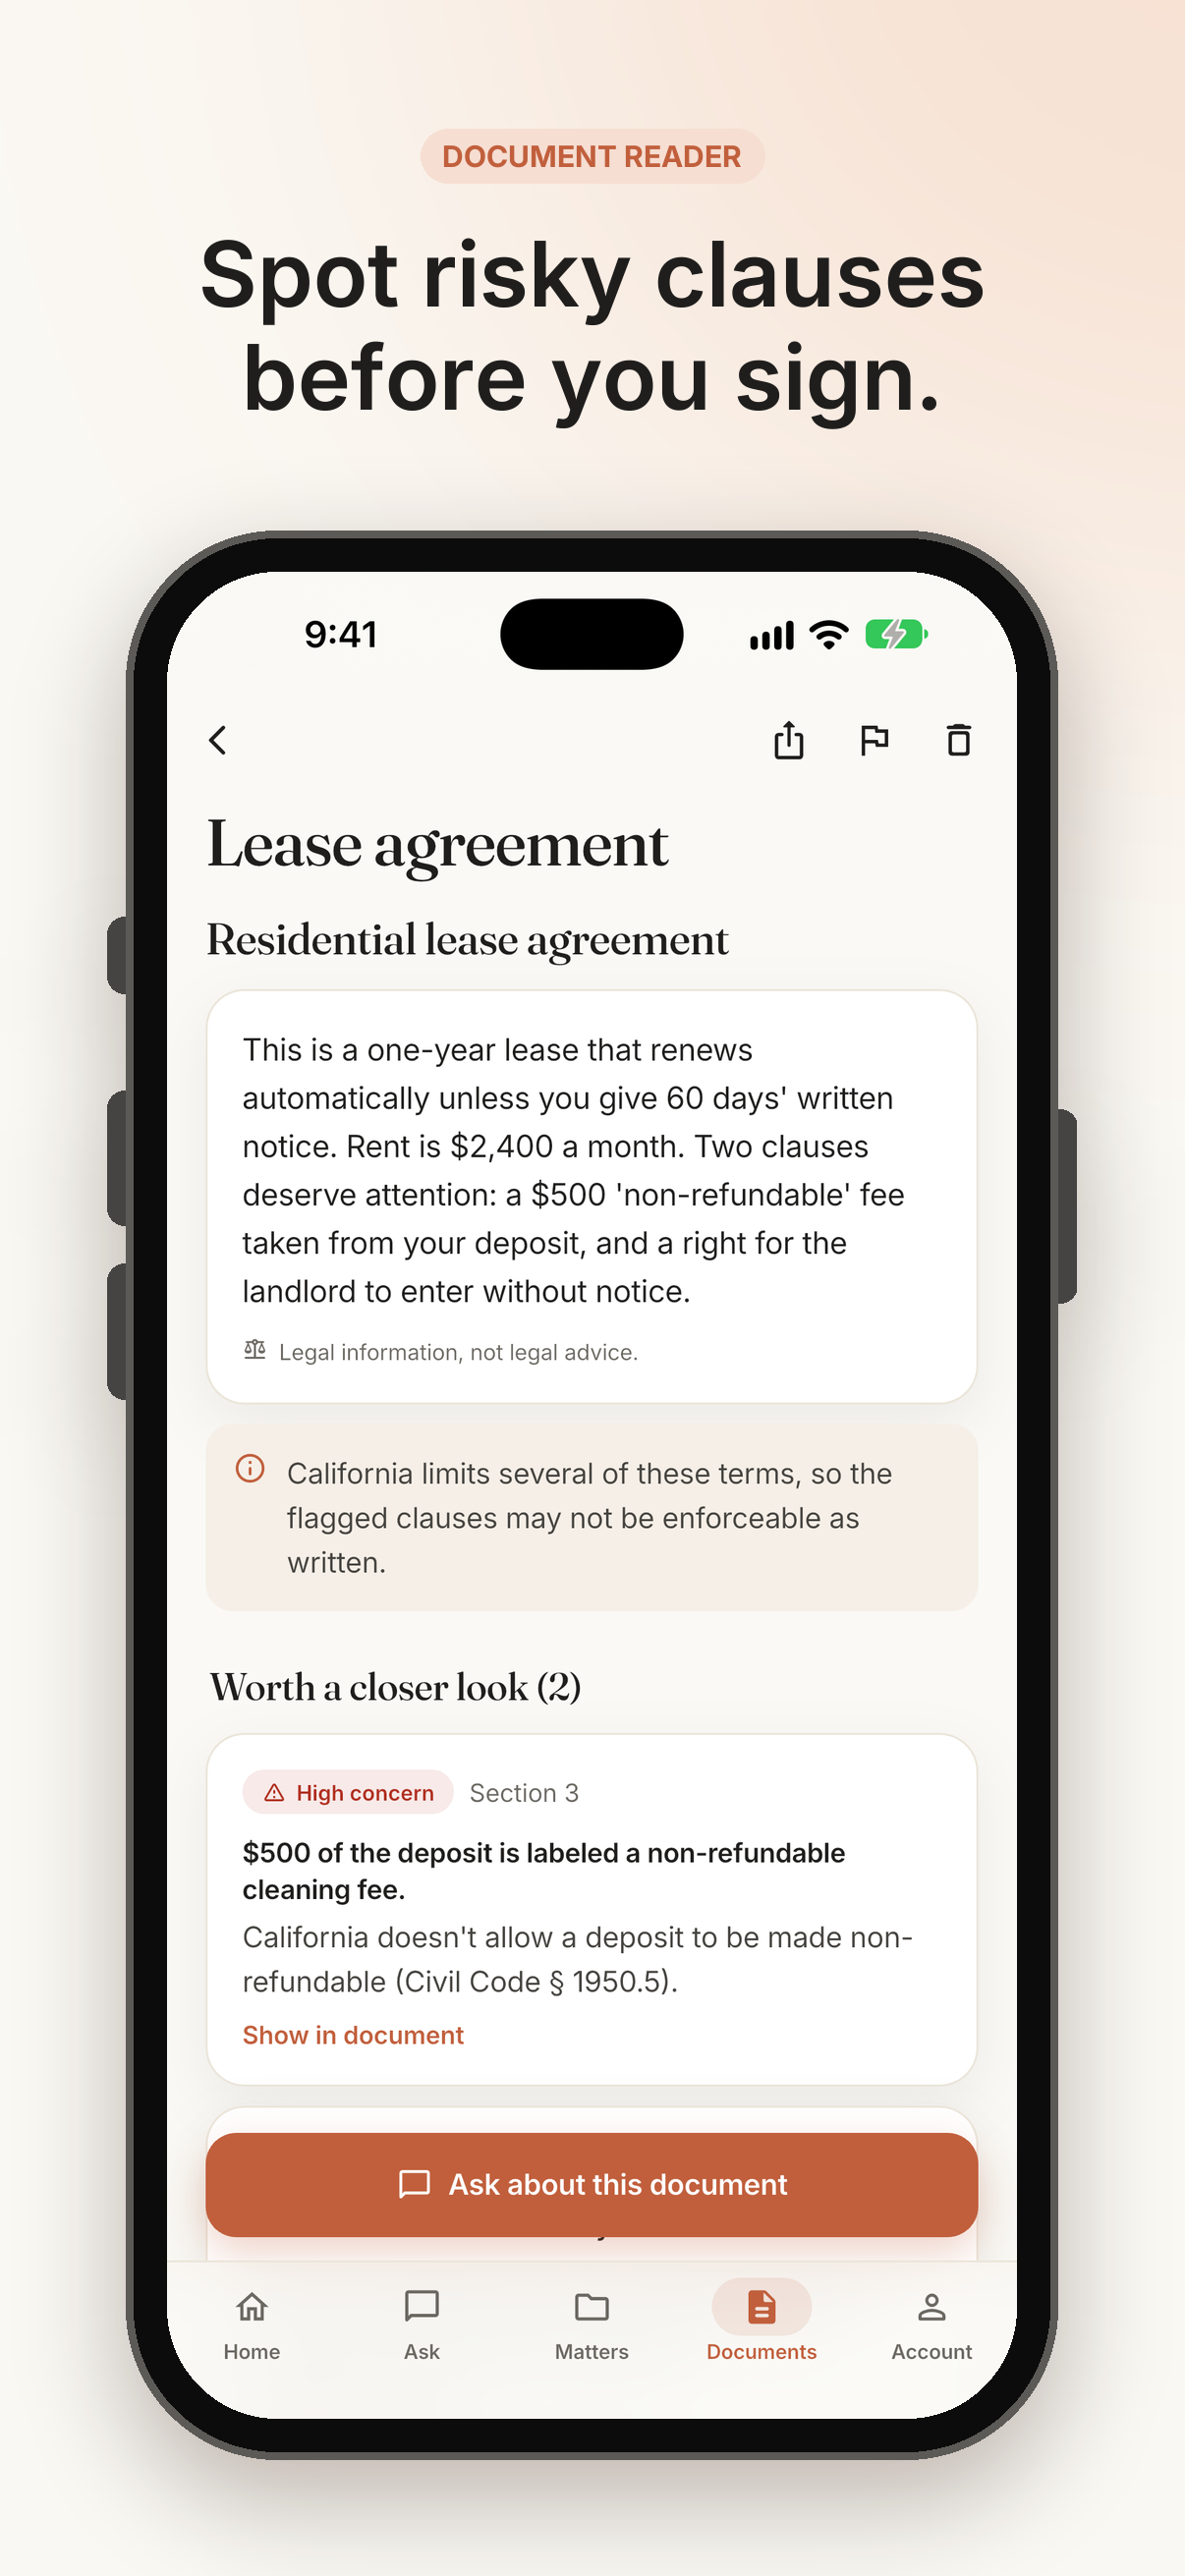 DOCUMENT READER
Spot risky clauses
before you sign.
9:41
Lease agreement
Residential lease agreement
This is a one-year lease that renews
automatically unless you give 60 days' written
notice. Rent is $2,400 a month. Two clauses
deserve attention: a $500 'non-refundable' fee
taken from your deposit, and a right for the
landlord to enter without notice.
Legal information, not legal advice.
California limits several of these terms, so the
flagged clauses may not be enforceable as
written.
Worth a closer look (2)
High concern Section 3
$500 of the deposit is labeled a non-refundable
cleaning fee.
California doesn't allow a deposit to be made non-
refundable (Civil Code § 1950.5).
Show in document
Ask about this document
Home Ask Matters Documents Account